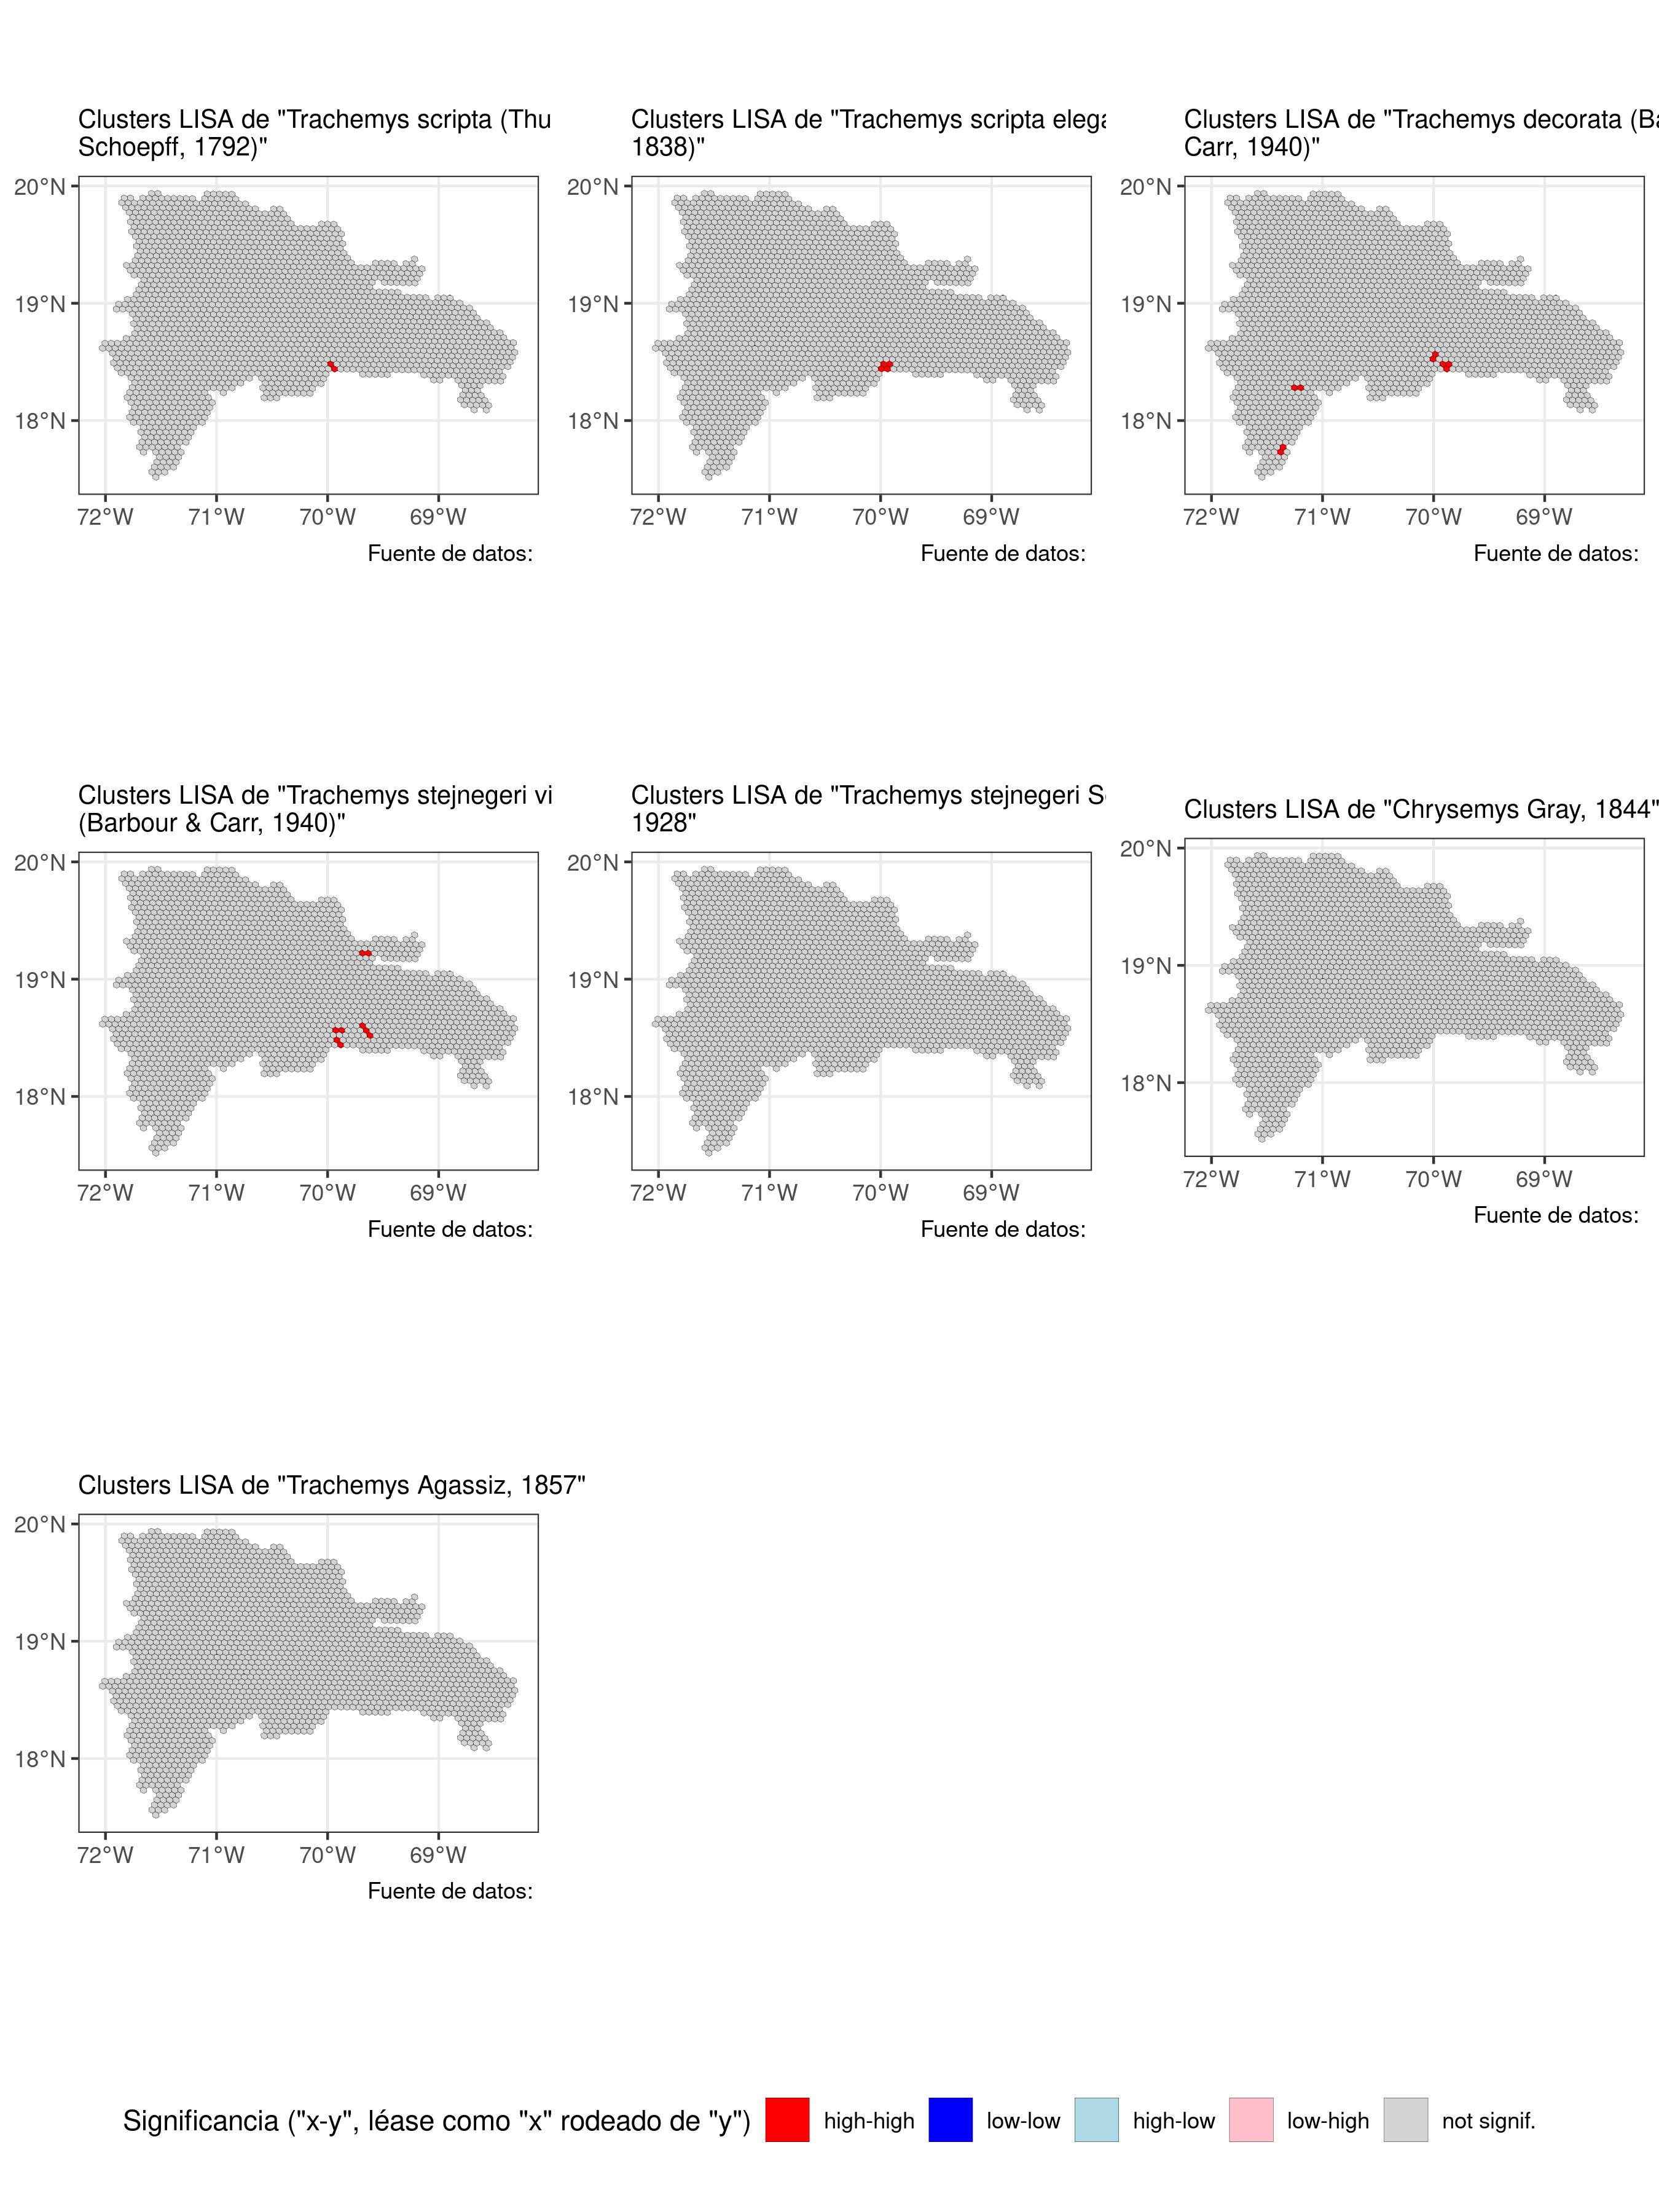 Clusters LISA de "Trachemys scripta (Thu
Schoepff, 1792)"
20°N
19°N
18°N
72°W 71°W 70°W 69°W
Fuente de datos:
Clusters LISA de "Trachemys scripta elega
1838)"
20°N
19°N
18°N
72°W 71°W 70°W 69°W
Fuente de datos:
Clusters LISA de "Trachemys decorata (Ba
Carr, 1940)"
20°N
19°N
18°N
72°W 71°W 70°W 69°W
Fuente de datos:
Clusters LISA de "Trachemys stejnegeri vi
(Barbour & Carr, 1940)"
20°N
19°N
18°N
72°W 71°W 70°W 69°W
Fuente de datos:
Clusters LISA de "Trachemys stejnegeri S
1928"
20°N
19°N
18°N
72°W 71°W 70°W 69°W
Fuente de datos:
Clusters LISA de "Chrysemys Gray, 1844"
20°N
19°N
18°N
72°W 71°W 70°W 69°W
Fuente de datos:
Clusters LISA de "Trachemys Agassiz, 1857"
20°N
19°N
18°N
72°W 71°W 70°W 69°W
Fuente de datos:
Significancia ("x-y", léase como "x" rodeado de "y") high-high low-low high-low low-high not signif.